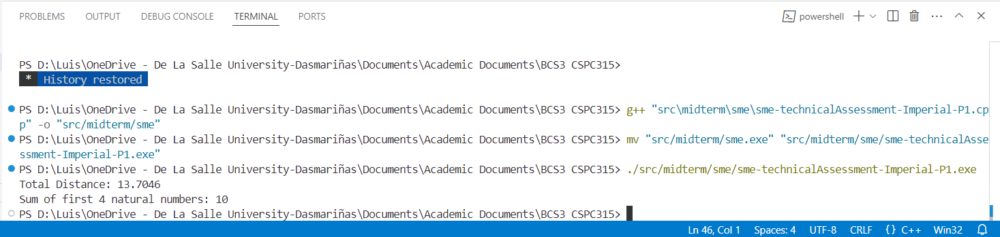 PROBLEMS OUTPUT DEBUG CONSOLE TERMINAL PORTS powershell
PS D:\Luis\OneDrive - De La Salle University-Dasmariñas\Documents\Academic Documents\BCS3 CSPC315>
* History restored
PS D:\Luis\OneDrive - De La Salle University-Dasmariñas\Documents\Academic Documents\BCS3 CSPC315> g++ "src\midterm\sme\sme-technicalAssessment-Imperial-P1.cp
p" -o "src/midterm/sme"
PS D:\Luis\OneDrive - De La Salle University-Dasmariñas\Documents\Academic Documents\BCS3 CSPC315> mv "src/midterm/sme.exe" "src/midterm/sme/sme-technicalAsse
ssment-Imperial-P1.exe"
PS D:\Luis\OneDrive - De La Salle University-Dasmariñas\Documents\Academic Documents\BCS3 CSPC315> ./src/midterm/sme/sme-technicalAssessment-Imperial-P1.exe
Total Distance: 13.7046
Sum of first 4 natural numbers: 10
PS D:\Luis\OneDrive - De La Salle University-Dasmariñas\Documents\Academic Documents\BCS3 CSPC315>
Ln 46, Col 1 Spaces: 4 UTF-8 CRLF {} C++ Win32